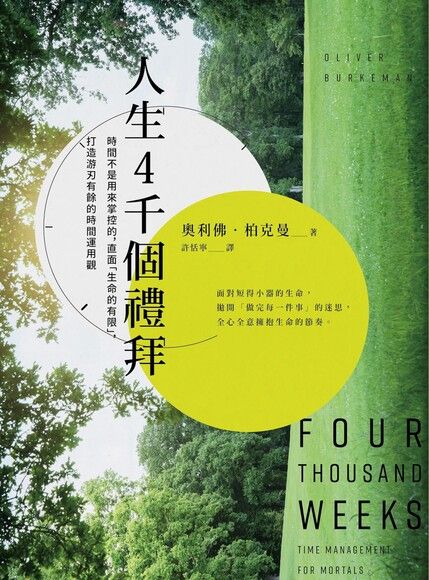 OLIVER
BURKEMAN
人生4千個禮拜
時間不是用來掌控的，直面「生命的有限」，
打造游刃有餘的時間運用觀
奧利佛‧柏克曼＿＿著
許恬寧＿＿譯
面對短得小器的生命，
拋開「做完每一件事」的迷思，
全心全意擁抱生命的節奏。
FOUR
THOUSAND
WEEKS
TIME MANAGEMENT
FOR MORTALS